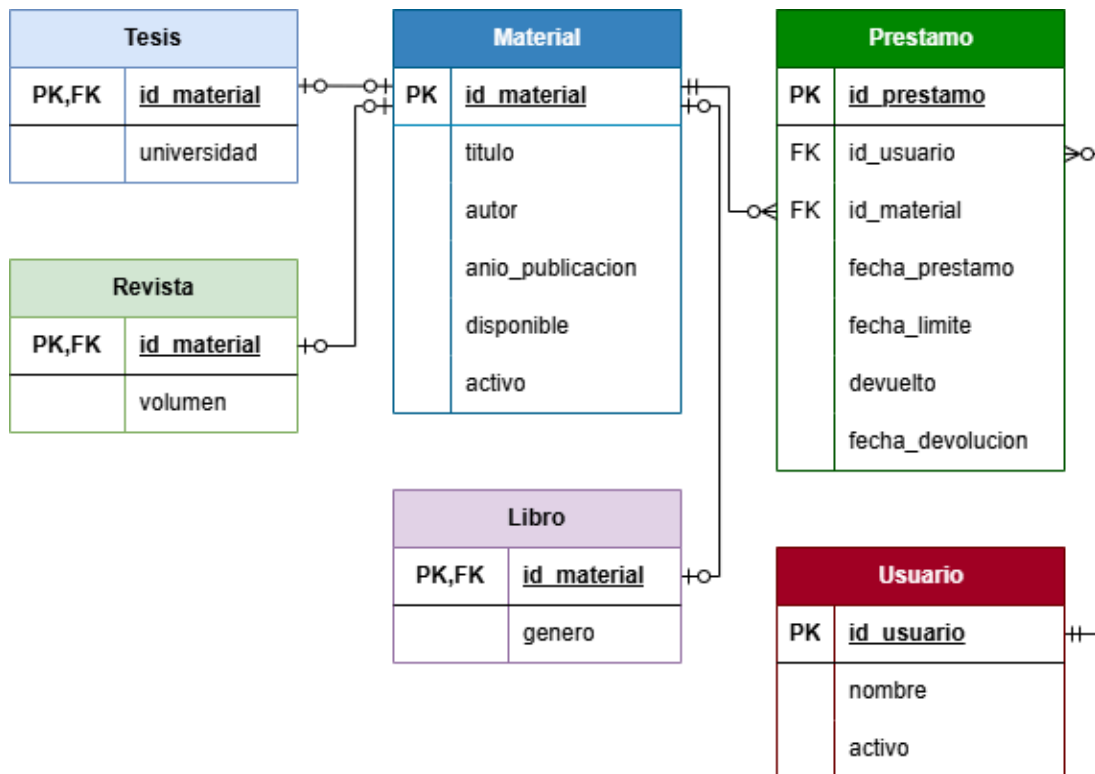 Tesis
PK,FK id_material
universidad
Revista
PK,FK id_material
volumen
Material
PK id_material
titulo
autor
anio_publicacion
disponible
activo
Libro
PK,FK id_material
genero
Prestamo
PK id_prestamo
FK id_usuario
FK id_material
fecha_prestamo
fecha_limite
devuelto
fecha_devolucion
Usuario
PK id_usuario
nombre
activo